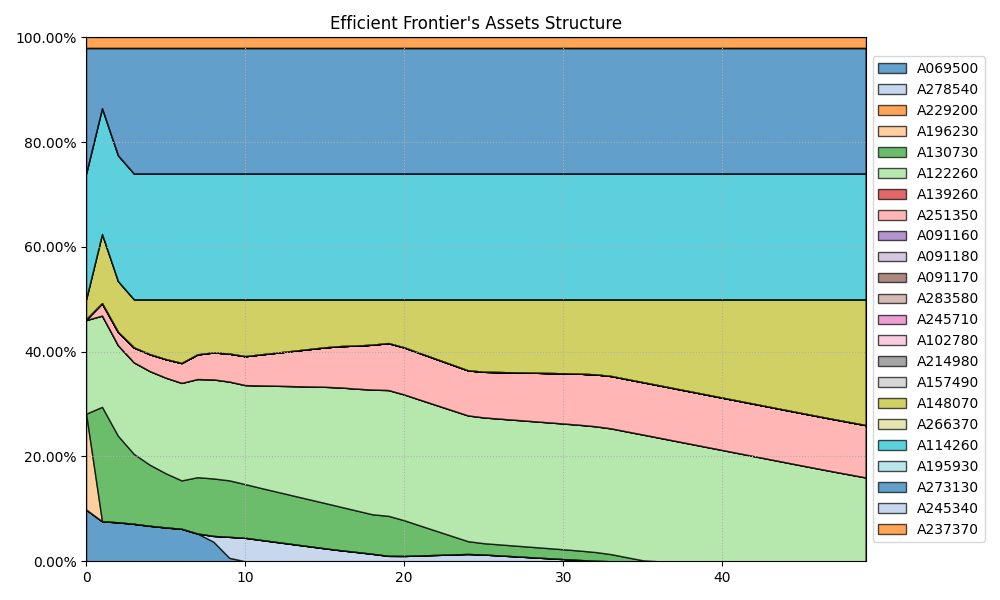 Efficient Frontier's Assets Structure
100.00%
80.00%
60.00%
40.00%
20.00%
0.00%
0
10
20
30
40
A069500
A278540
A229200
A196230
A130730
A122260
A139260
A251350
A091160
A091180
A091170
A283580
A245710
A102780
A214980
A157490
A148070
A266370
A114260
A195930
A273130
A245340
A237370